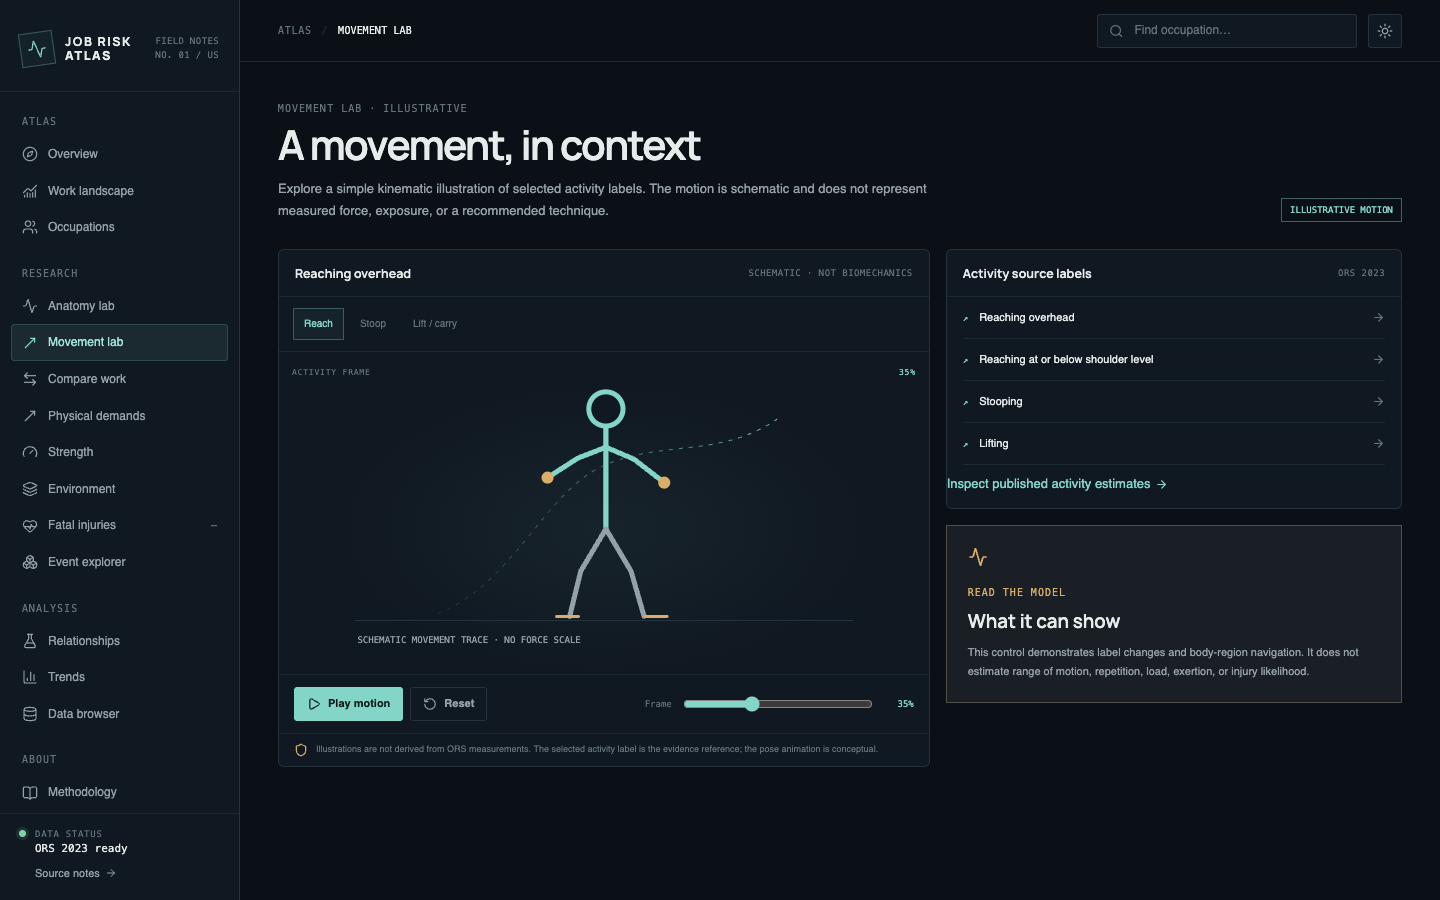 JOB RISK
ATLAS
FIELD NOTES
NO. 01 / US
ATLAS
Overview
Work landscape
Occupations
RESEARCH
Anatomy lab
Movement lab
Compare work
Physical demands
Strength
Environment
Fatal injuries
–
Event explorer
ANALYSIS
Relationships
Trends
Data browser
ABOUT
Methodology
DATA STATUS
ORS 2023 ready
Source notes →
ATLAS / MOVEMENT LAB
Find occupation...
MOVEMENT LAB · ILLUSTRATIVE
A movement, in context
Explore a simple kinematic illustration of selected activity labels. The motion is schematic and does not represent
measured force, exposure, or a recommended technique.
ILLUSTRATIVE MOTION
Reaching overhead
SCHEMATIC · NOT BIOMECHANICS
Reach
Stoop
Lift / carry
ACTIVITY FRAME
35%
SCHEMATIC MOVEMENT TRACE · NO FORCE SCALE
Play motion
Reset
Frame
35%
Illustrations are not derived from ORS measurements. The selected activity label is the evidence reference; the pose animation is conceptual.
Activity source labels
ORS 2023
↗ Reaching overhead →
↗ Reaching at or below shoulder level →
↗ Stooping →
↗ Lifting →
Inspect published activity estimates →
READ THE MODEL
What it can show
This control demonstrates label changes and body-region navigation. It does not
estimate range of motion, repetition, load, exertion, or injury likelihood.